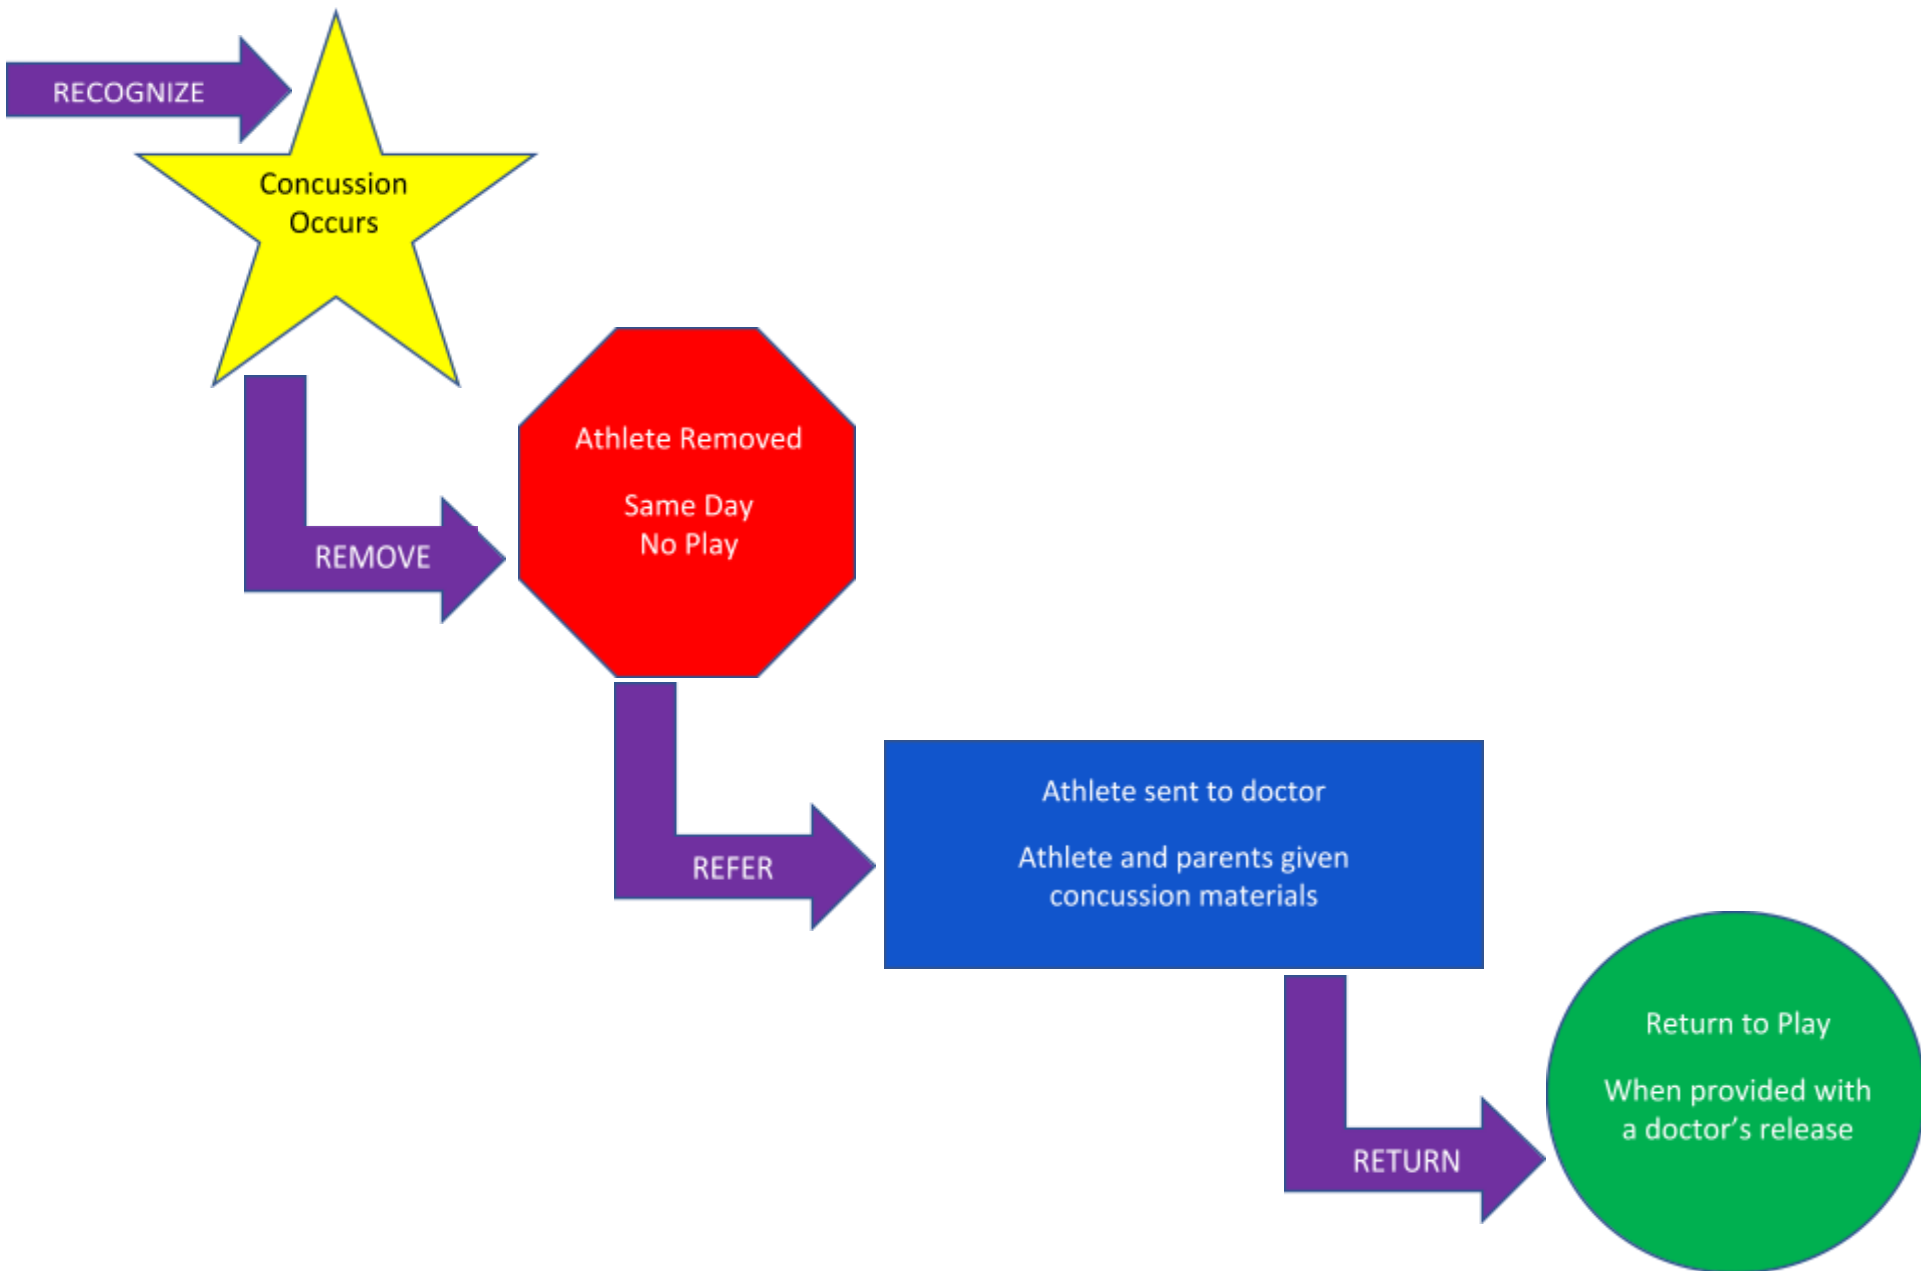 RECOGNIZE
Concussion
Occurs
REMOVE
Athlete Removed
Same Day
No Play
REFER
Athlete sent to doctor
Athlete and parents given
concussion materials
RETURN
Return to Play
When provided with
a doctor’s release